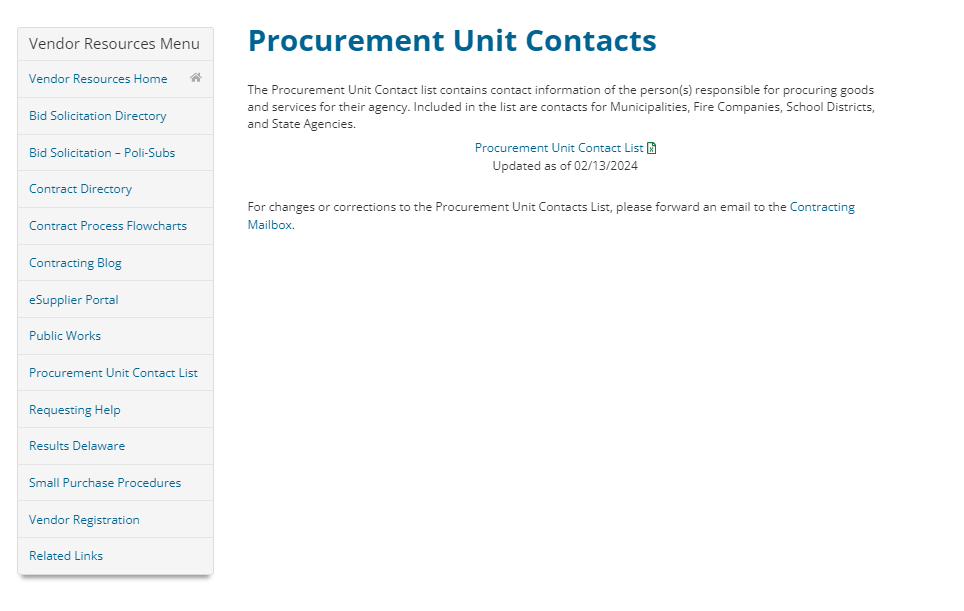 Vendor Resources Menu
Vendor Resources Home
Bid Solicitation Directory
Bid Solicitation – Poli-Subs
Contract Directory
Contract Process Flowcharts
Contracting Blog
eSupplier Portal
Public Works
Procurement Unit Contact List
Requesting Help
Results Delaware
Small Purchase Procedures
Vendor Registration
Related Links
Procurement Unit Contacts
The Procurement Unit Contact list contains contact information of the person(s) responsible for procuring goods
and services for their agency. Included in the list are contacts for Municipalities, Fire Companies, School Districts,
and State Agencies.
Procurement Unit Contact List
Updated as of 02/13/2024
For changes or corrections to the Procurement Unit Contacts List, please forward an email to the Contracting
Mailbox.